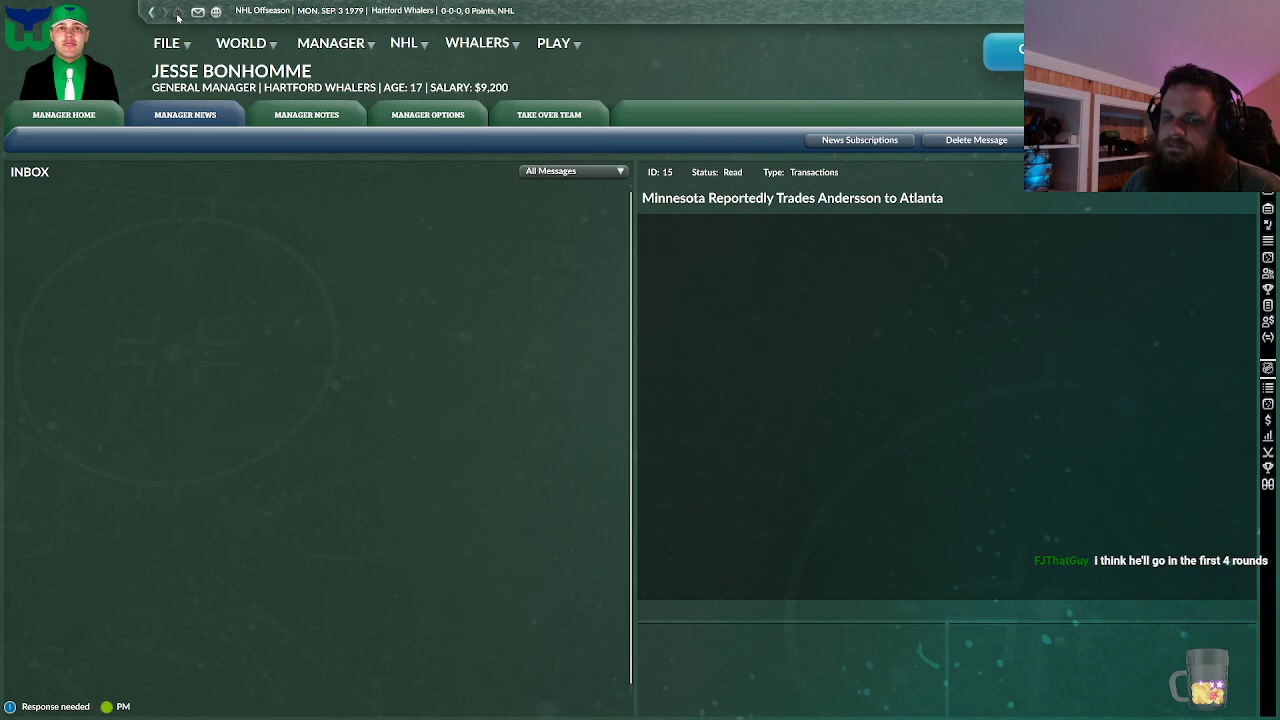 NHL Offseason | MON. SEP. 3 1979 | Hartford Whalers | 0-0-0, 0 Points, NHL
FILE WORLD MANAGER NHL WHALERS PLAY
JESSE BONHOMME
GENERAL MANAGER | HARTFORD WHALERS | AGE: 17 | SALARY: $9,200
MANAGER HOME MANAGER NEWS MANAGER NOTES MANAGER OPTIONS TAKE OVER TEAM
News Subscriptions Delete Message
INBOX All Messages
ID: 15 Status: Read Type: Transactions
Minnesota Reportedly Trades Andersson to Atlanta
FJThatGuy i think he'll go in the first 4 rounds
Response needed PM